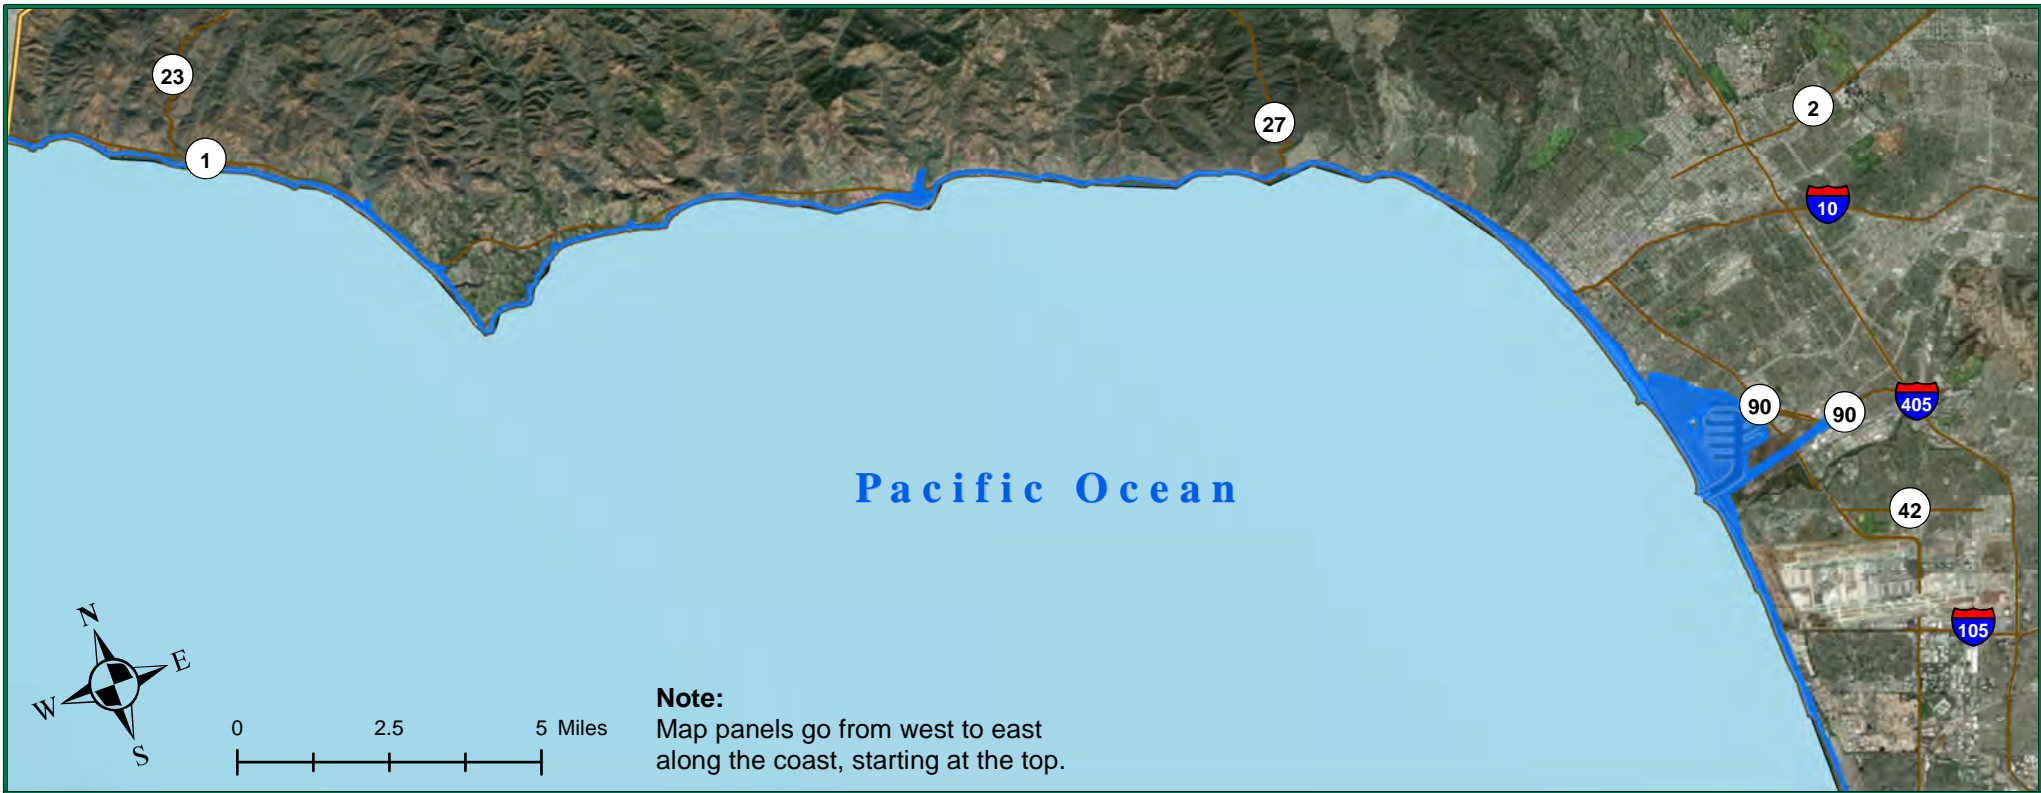 23
1
27
2
10
90
90
405
42
105
Pacific Ocean
N
E
W
S
0 2.5 5 Miles
Note:
Map panels go from west to east
along the coast, starting at the top.